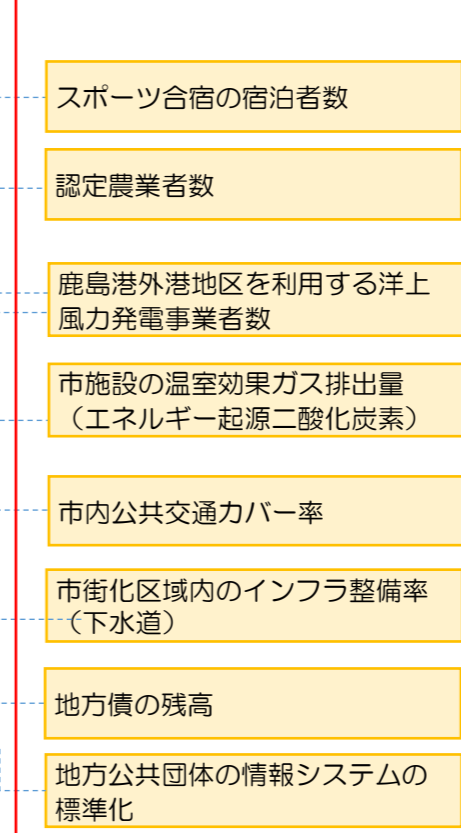 スポーツ合宿の宿泊者数
認定農業者数
鹿島港外港地区を利用する洋上
風力発電事業者数
市施設の温室効果ガス排出量
（エネルギー起源二酸化炭素）
市内公共交通カバー率
市街化区域内のインフラ整備率
（下水道）
地方債の残高
地方公共団体の情報システムの
標準化